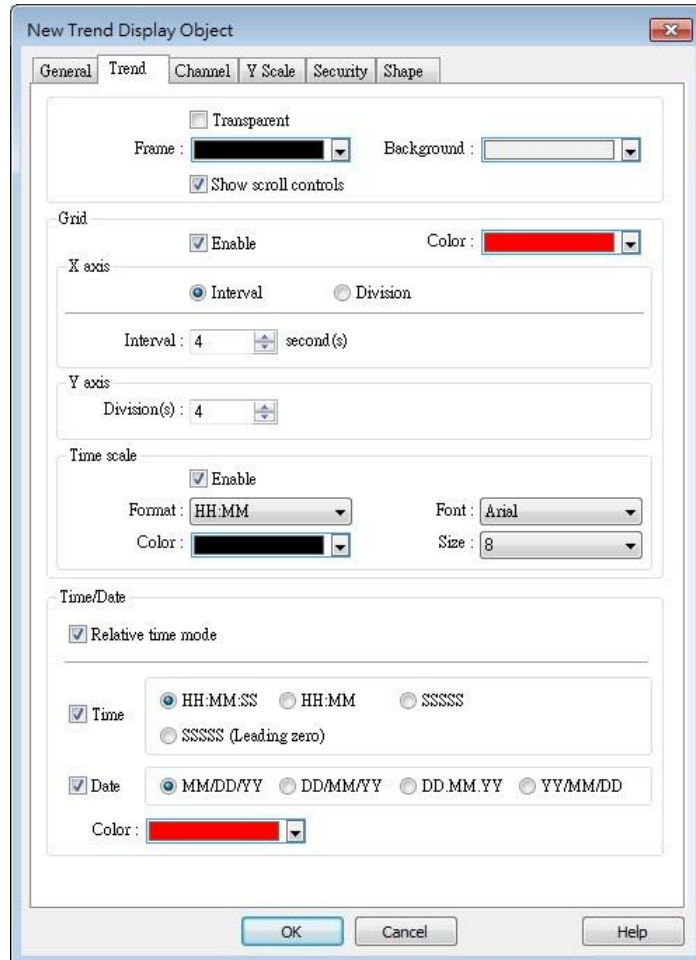 New Trend Display Object
General Trend Channel Y Scale Security Shape
Transparent
Frame : Background :
Show scroll controls
Grid
Enable Color :
X axis
Interval Division
Interval : 4 second(s)
Y axis
Division(s) : 4
Time scale
Enable
Format : HH:MM Font : Arial
Color : Size : 8
Time/Date
Relative time mode
Time HH:MM:SS HH:MM SSSSS
SSSSS (Leading zero)
Date MM/DD/YY DD/MM/YY DD.MM.YY YY/MM/DD
Color :
OK Cancel Help